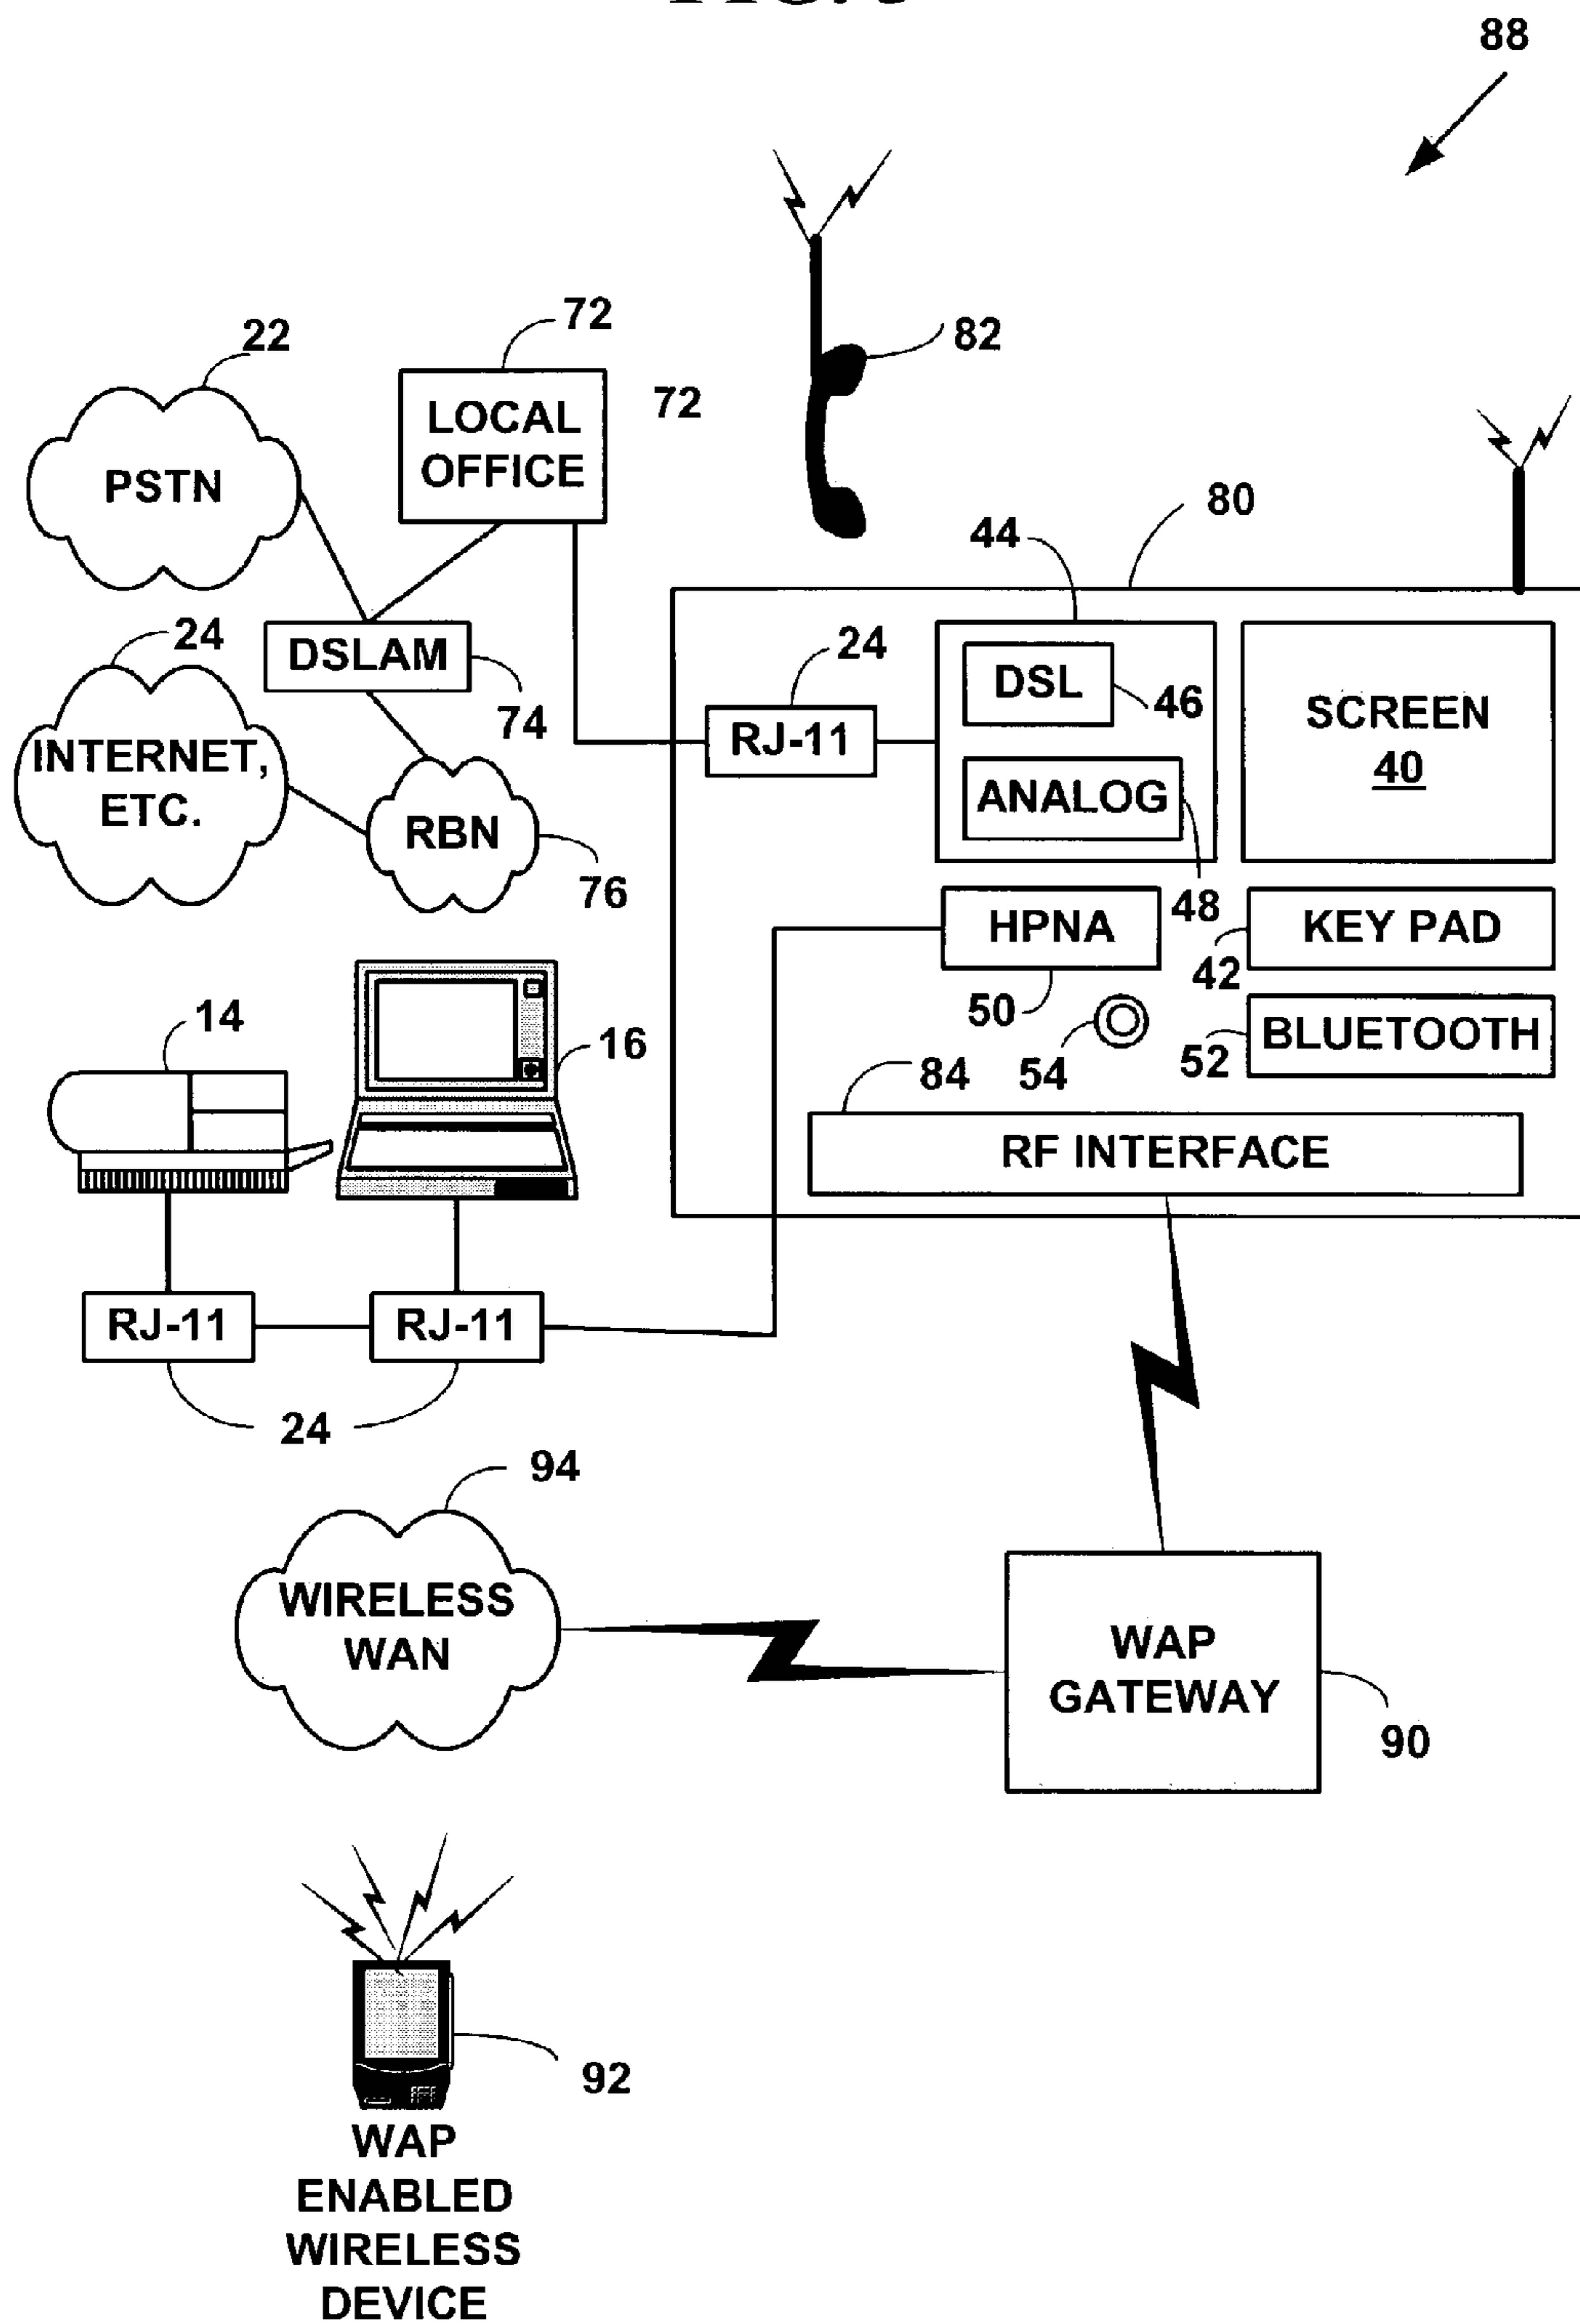 88
22
72
72
82
LOCAL
OFFICE
PSTN
80
44
24
DSLAM
24
DSL
46
74
RJ-11
SCREEN
40
INTERNET,
ETC.
ANALOG
RBN
76
48
HPNA
KEY PAD
42
50
14
16
54
52
BLUETOOTH
84
RF INTERFACE
RJ-11
RJ-11
24
94
WIRELESS
WAN
WAP
GATEWAY
90
92
WAP
ENABLED
WIRELESS
DEVICE